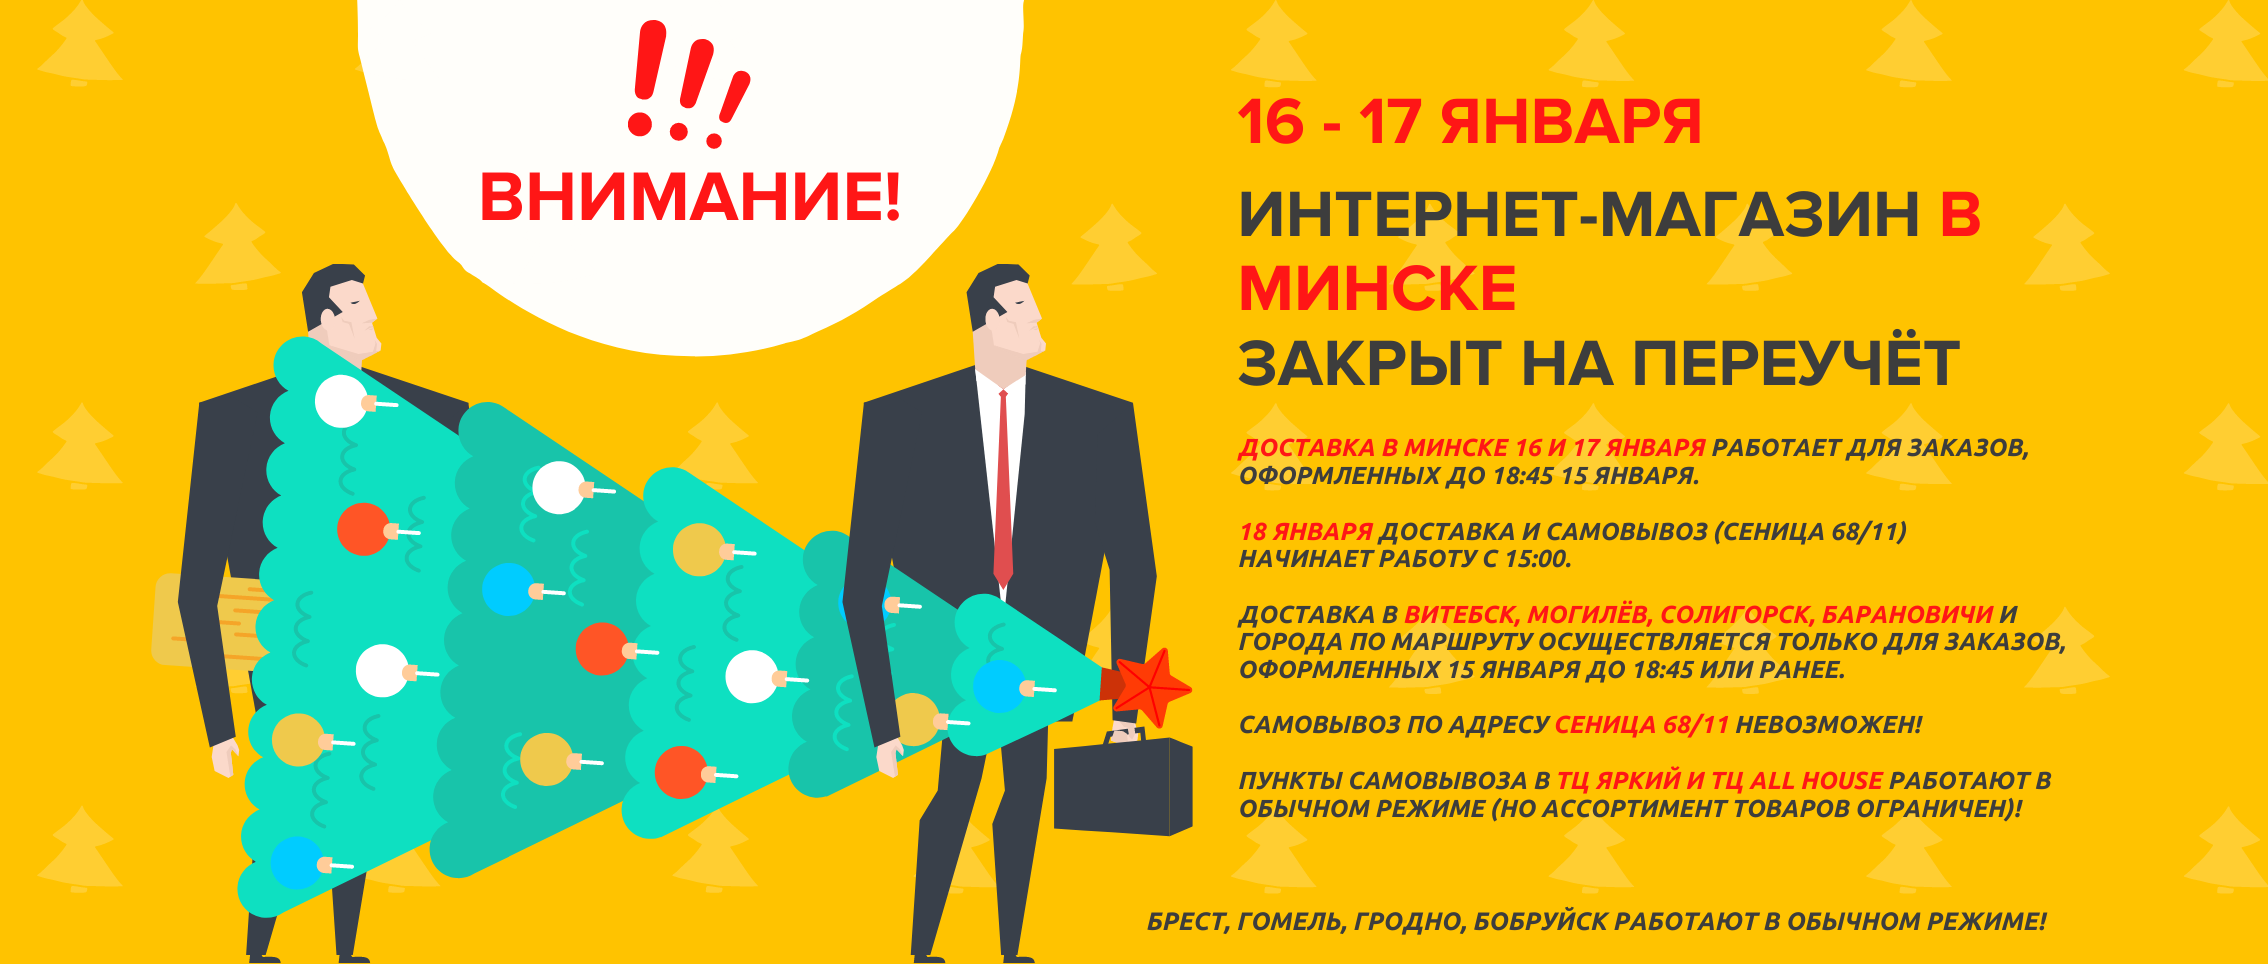 !!!
ВНИМАНИЕ!
16 - 17 ЯНВАРЯ
ИНТЕРНЕТ-МАГАЗИН В
МИНСКЕ
ЗАКРЫТ НА ПЕРЕУЧЁТ
ДОСТАВКА В МИНСКЕ 16 И 17 ЯНВАРЯ РАБОТАЕТ ДЛЯ ЗАКАЗОВ,
ОФОРМЛЕННЫХ ДО 18:45 15 ЯНВАРЯ.
18 ЯНВАРЯ ДОСТАВКА И САМОВЫВОЗ (СЕНИЦА 68/11)
НАЧИНАЕТ РАБОТУ С 15:00.
ДОСТАВКА В ВИТЕБСК, МОГИЛЁВ, СОЛИГОРСК, БАРАНОВИЧИ И
ГОРОДА ПО МАРШРУТУ ОСУЩЕСТВЛЯЕТСЯ ТОЛЬКО ДЛЯ ЗАКАЗОВ,
ОФОРМЛЕННЫХ 15 ЯНВАРЯ ДО 18:45 ИЛИ РАНЕЕ.
САМОВЫВОЗ ПО АДРЕСУ СЕНИЦА 68/11 НЕВОЗМОЖЕН!
ПУНКТЫ САМОВЫВОЗА В ТЦ ЯРКИЙ И ТЦ ALL HOUSE РАБОТАЮТ В
ОБЫЧНОМ РЕЖИМЕ (НО АССОРТИМЕНТ ТОВАРОВ ОГРАНИЧЕН)!
БРЕСТ, ГОМЕЛЬ, ГРОДНО, БОБРУЙСК РАБОТАЮТ В ОБЫЧНОМ РЕЖИМЕ!